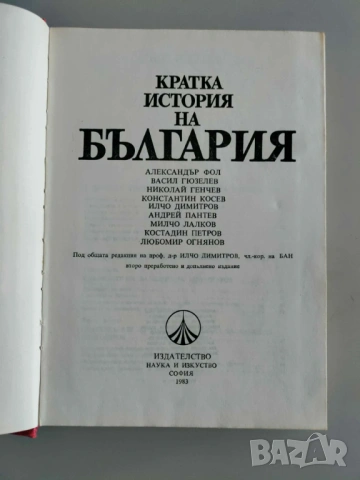 КРАТКА
ИСТОРИЯ
НА
БЪЛГАРИЯ
АЛЕКСАНДЪР ФОЛ
ВАСИЛ ГЮЗЕЛЕВ
НИКОЛАЙ ГЕНЧЕВ
КОНСТАНТИН КОСЕВ
ИЛЧО ДИМИТРОВ
АНДРЕЙ ПАНТЕВ
МИЛЧО ЛАЛКОВ
КОСТАДИН ПЕТРОВ
ЛЮБОМИР ОГНЯНОВ
Под общата редакция на проф. д-р ИЛЧО ДИМИТРОВ, чл.-кор. на БАН
второ преработено и допълнено издание
ИЗДАТЕЛСТВО
НАУКА И ИЗКУСТВО
СОФИЯ
1983
BAZAR